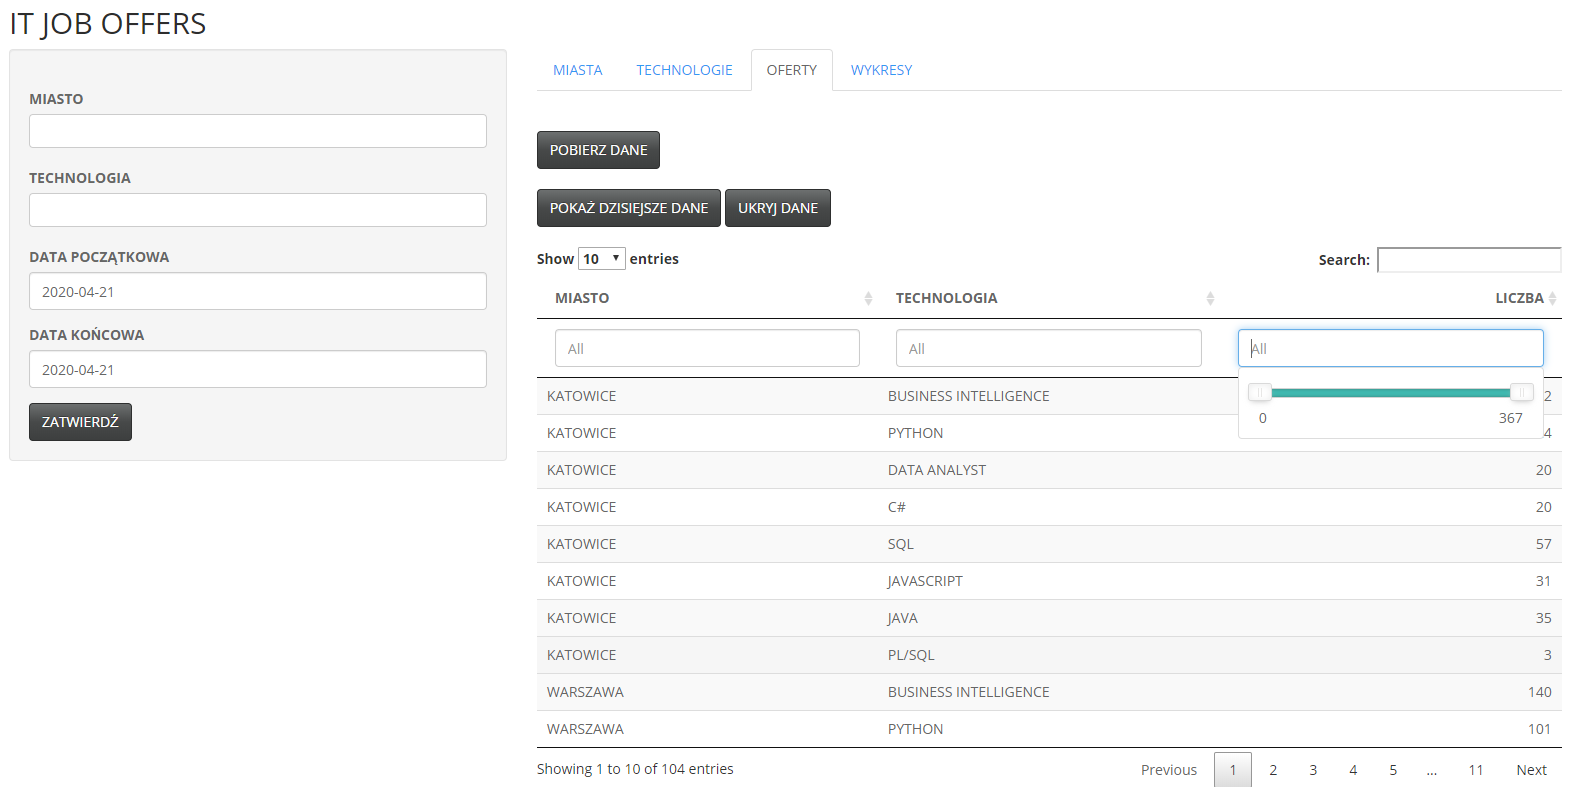 IT JOB OFFERS
MIASTO
TECHNOLOGIA
DATA POCZĄTKOWA
2020-04-21
DATA KOŃCOWA
2020-04-21
ZATWIERDŹ
MIASTA TECHNOLOGIE OFERTY WYKRESY
POBIERZ DANE
POKAŻ DZISIEJSZE DANE UKRYJ DANE
Show 10 entries Search:
MIASTO TECHNOLOGIA LICZBA
All All All
KATOWICE BUSINESS INTELLIGENCE 2
0 367
KATOWICE PYTHON 4
KATOWICE DATA ANALYST 20
KATOWICE C# 20
KATOWICE SQL 57
KATOWICE JAVASCRIPT 31
KATOWICE JAVA 35
KATOWICE PL/SQL 3
WARSZAWA BUSINESS INTELLIGENCE 140
WARSZAWA PYTHON 101
Showing 1 to 10 of 104 entries Previous 1 2 3 4 5 ... 11 Next